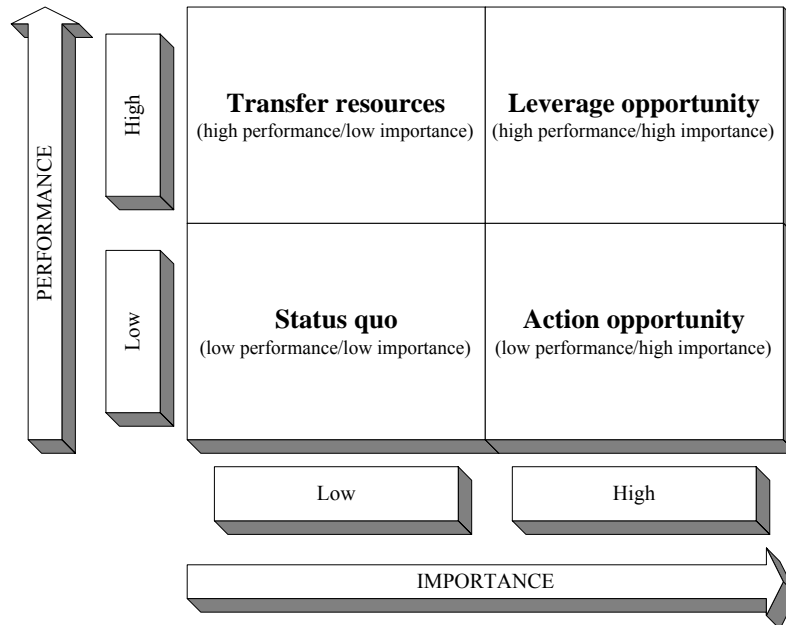 PERFORMANCE
High
Low
Transfer resources
(high performance/low importance)
Leverage opportunity
(high performance/high importance)
Status quo
(low performance/low importance)
Action opportunity
(low performance/high importance)
Low
High
IMPORTANCE